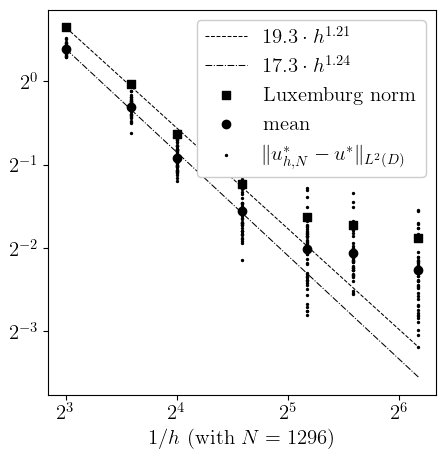 19.3 · h^{1.21}
17.3 · h^{1.24}
Luxemburg norm
mean
‖u^*_{h,N} − u^*‖_{L^2(D)}
2^0
2^{−1}
2^{−2}
2^{−3}
2^3 2^4 2^5 2^6
1/h (with N = 1296)